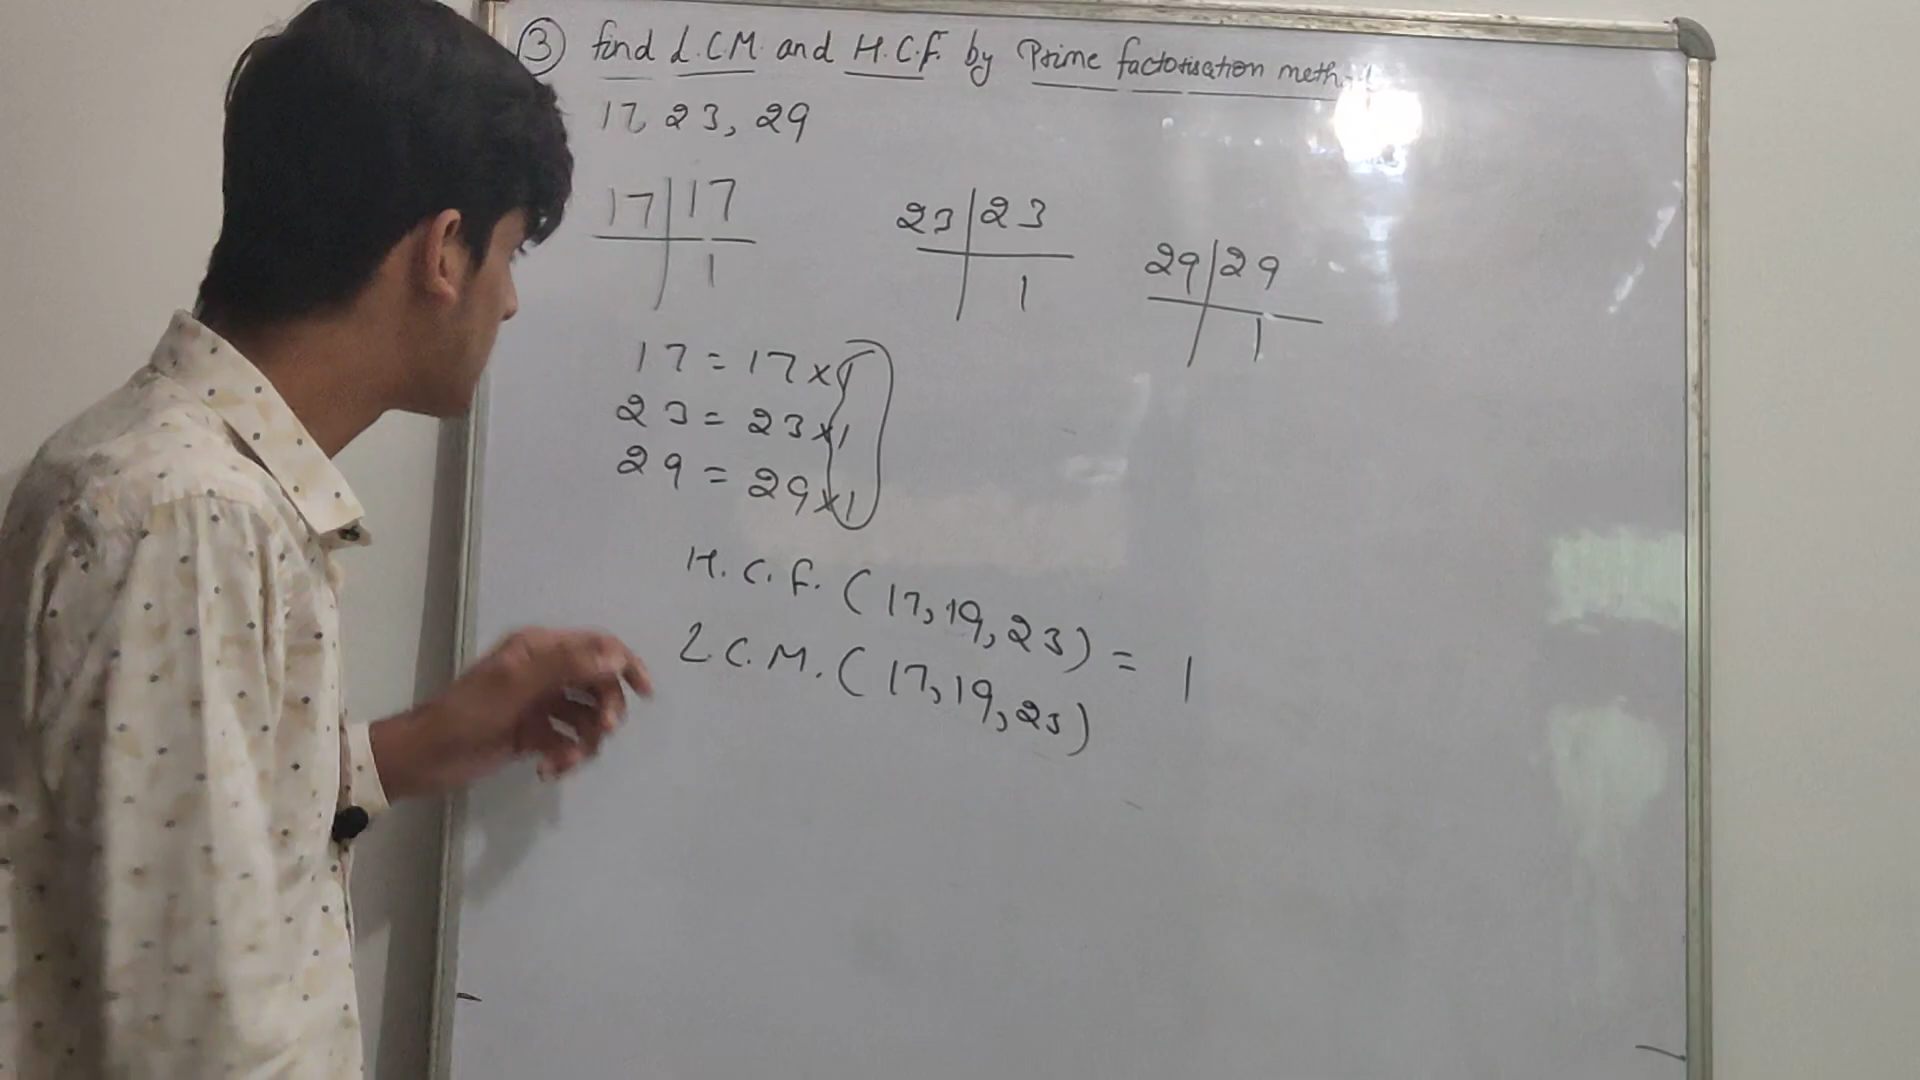 ③ find L.C.M. and H.C.F. by Prime factorisation
17, 23, 29
17|17 23|23 29|29
1 1 1
17 = 17×1
23 = 23×1
29 = 29×1
H.C.F. (17,19,23) = 1
L.C.M. (17,19,23)